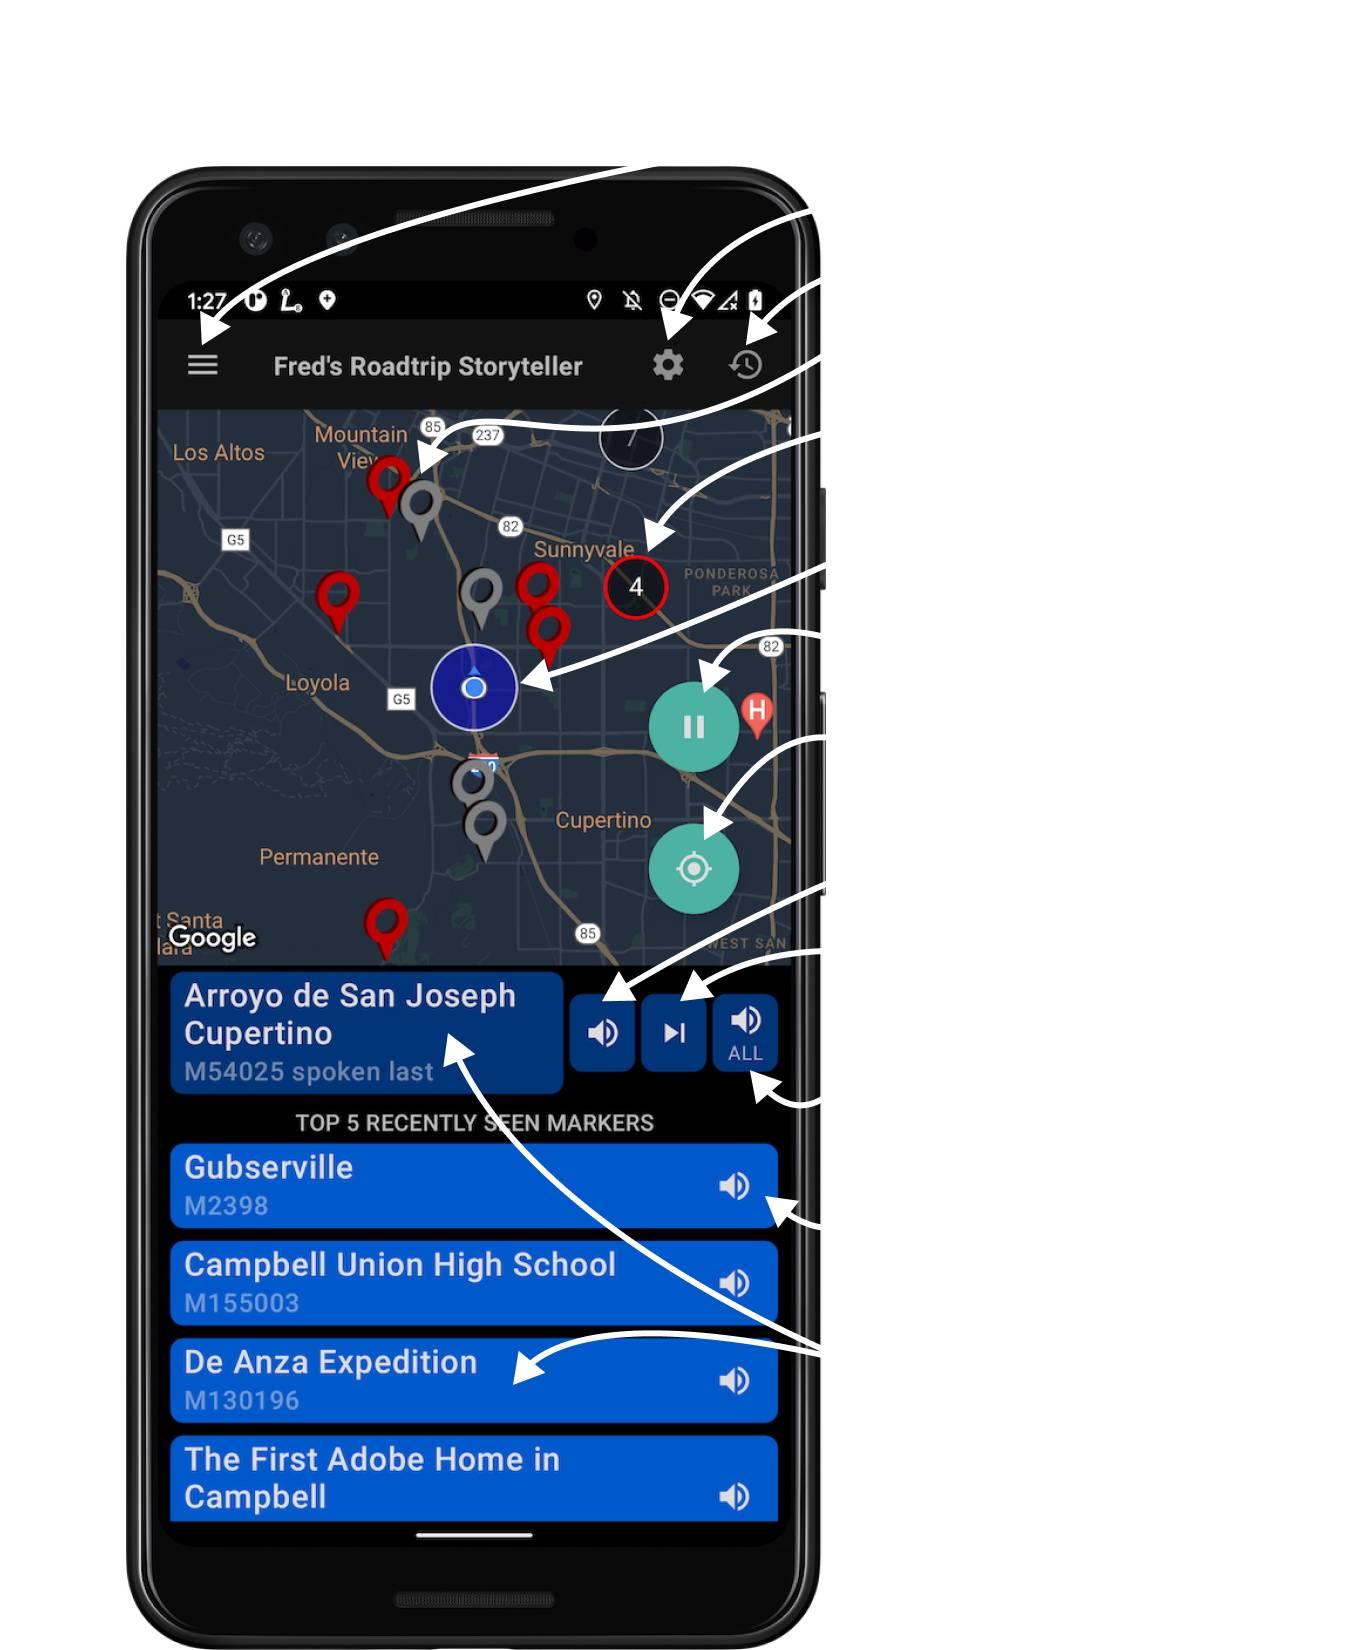 1:27
Fred's Roadtrip Storyteller
Mountain
View
Los Altos
85
237
7
G5
82
Sunnyvale
4
PONDEROSA
PARK
82
Loyola
G5
H
Cupertino
Permanente
t Santa
lara
Google
85
WEST SAN
Arroyo de San Joseph
Cupertino
M54025 spoken last
ALL
TOP 5 RECENTLY SEEN MARKERS
Gubserville
M2398
Campbell Union High School
M155003
De Anza Expedition
M130196
The First Adobe Home in
Campbell